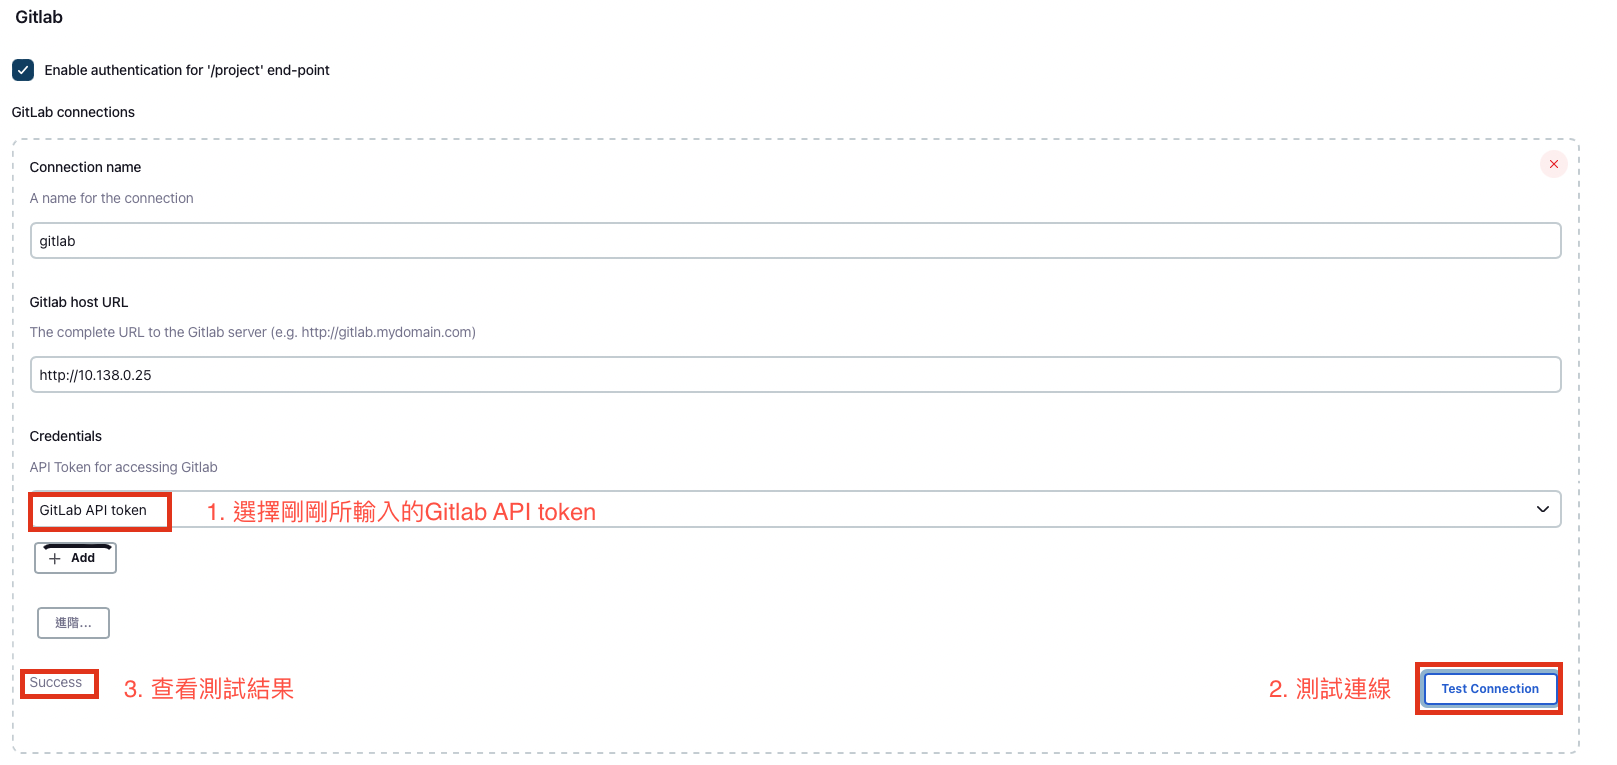 Gitlab
Enable authentication for '/project' end-point
GitLab connections
Connection name
A name for the connection
gitlab
Gitlab host URL
The complete URL to the Gitlab server (e.g. http://gitlab.mydomain.com)
http://10.138.0.25
Credentials
API Token for accessing Gitlab
GitLab API token 1. 選擇剛剛所輸入的Gitlab API token
+ Add
進階...
Success 3. 查看測試結果 2. 測試連線 Test Connection